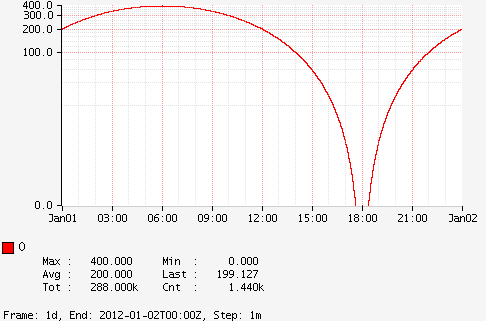 400.0
300.0
200.0
100.0
0.0
Jan01 03:00 06:00 09:00 12:00 15:00 18:00 21:00 Jan02
0
Max : 400.000 Min : 0.000
Avg : 200.000 Last : 199.127
Tot : 288.000k Cnt : 1.440k
Frame: 1d, End: 2012-01-02T00:00Z, Step: 1m